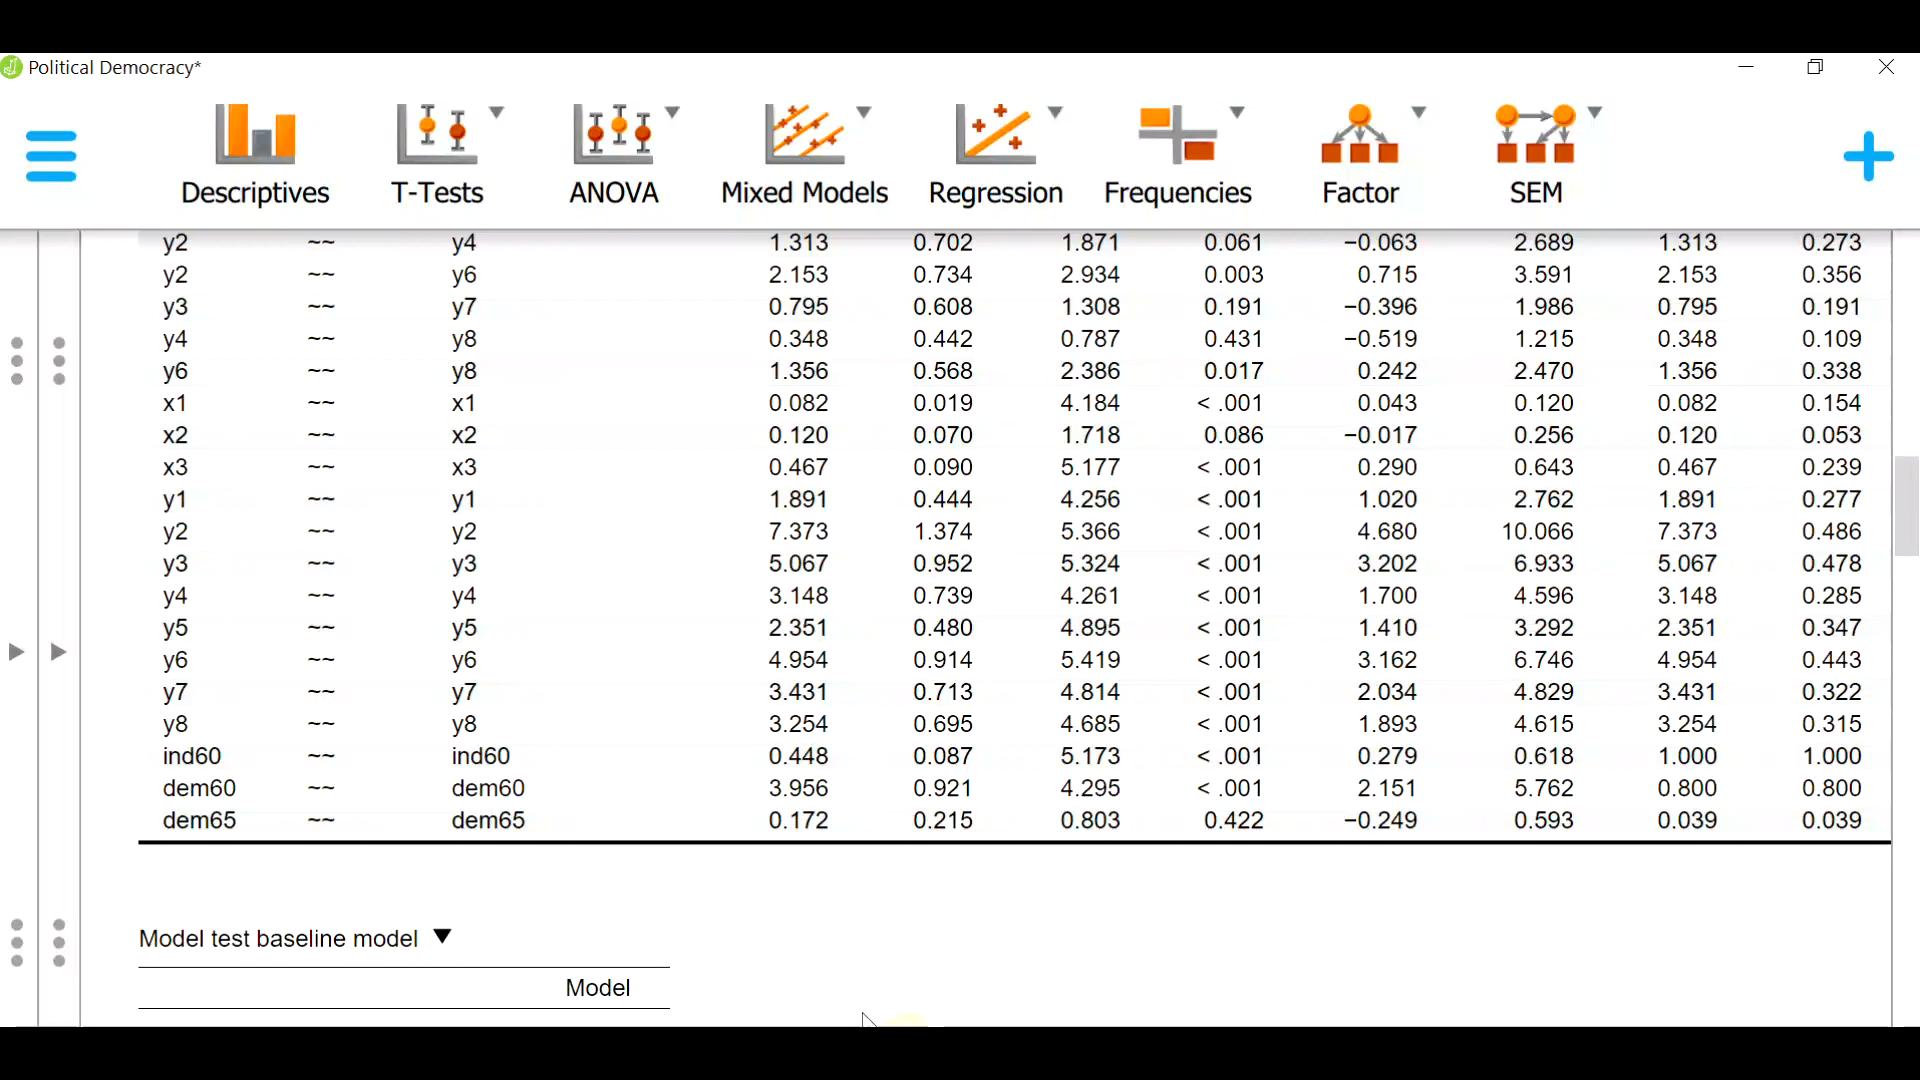 Political Democracy*
Descriptives T-Tests ANOVA Mixed Models Regression Frequencies Factor SEM
y2 ~~ y4 1.313 0.702 1.871 0.061 −0.063 2.689 1.313 0.273
y2 ~~ y6 2.153 0.734 2.934 0.003 0.715 3.591 2.153 0.356
y3 ~~ y7 0.795 0.608 1.308 0.191 −0.396 1.986 0.795 0.191
y4 ~~ y8 0.348 0.442 0.787 0.431 −0.519 1.215 0.348 0.109
y6 ~~ y8 1.356 0.568 2.386 0.017 0.242 2.470 1.356 0.338
x1 ~~ x1 0.082 0.019 4.184 < .001 0.043 0.120 0.082 0.154
x2 ~~ x2 0.120 0.070 1.718 0.086 −0.017 0.256 0.120 0.053
x3 ~~ x3 0.467 0.090 5.177 < .001 0.290 0.643 0.467 0.239
y1 ~~ y1 1.891 0.444 4.256 < .001 1.020 2.762 1.891 0.277
y2 ~~ y2 7.373 1.374 5.366 < .001 4.680 10.066 7.373 0.486
y3 ~~ y3 5.067 0.952 5.324 < .001 3.202 6.933 5.067 0.478
y4 ~~ y4 3.148 0.739 4.261 < .001 1.700 4.596 3.148 0.285
y5 ~~ y5 2.351 0.480 4.895 < .001 1.410 3.292 2.351 0.347
y6 ~~ y6 4.954 0.914 5.419 < .001 3.162 6.746 4.954 0.443
y7 ~~ y7 3.431 0.713 4.814 < .001 2.034 4.829 3.431 0.322
y8 ~~ y8 3.254 0.695 4.685 < .001 1.893 4.615 3.254 0.315
ind60 ~~ ind60 0.448 0.087 5.173 < .001 0.279 0.618 1.000 1.000
dem60 ~~ dem60 3.956 0.921 4.295 < .001 2.151 5.762 0.800 0.800
dem65 ~~ dem65 0.172 0.215 0.803 0.422 −0.249 0.593 0.039 0.039
Model test baseline model
Model